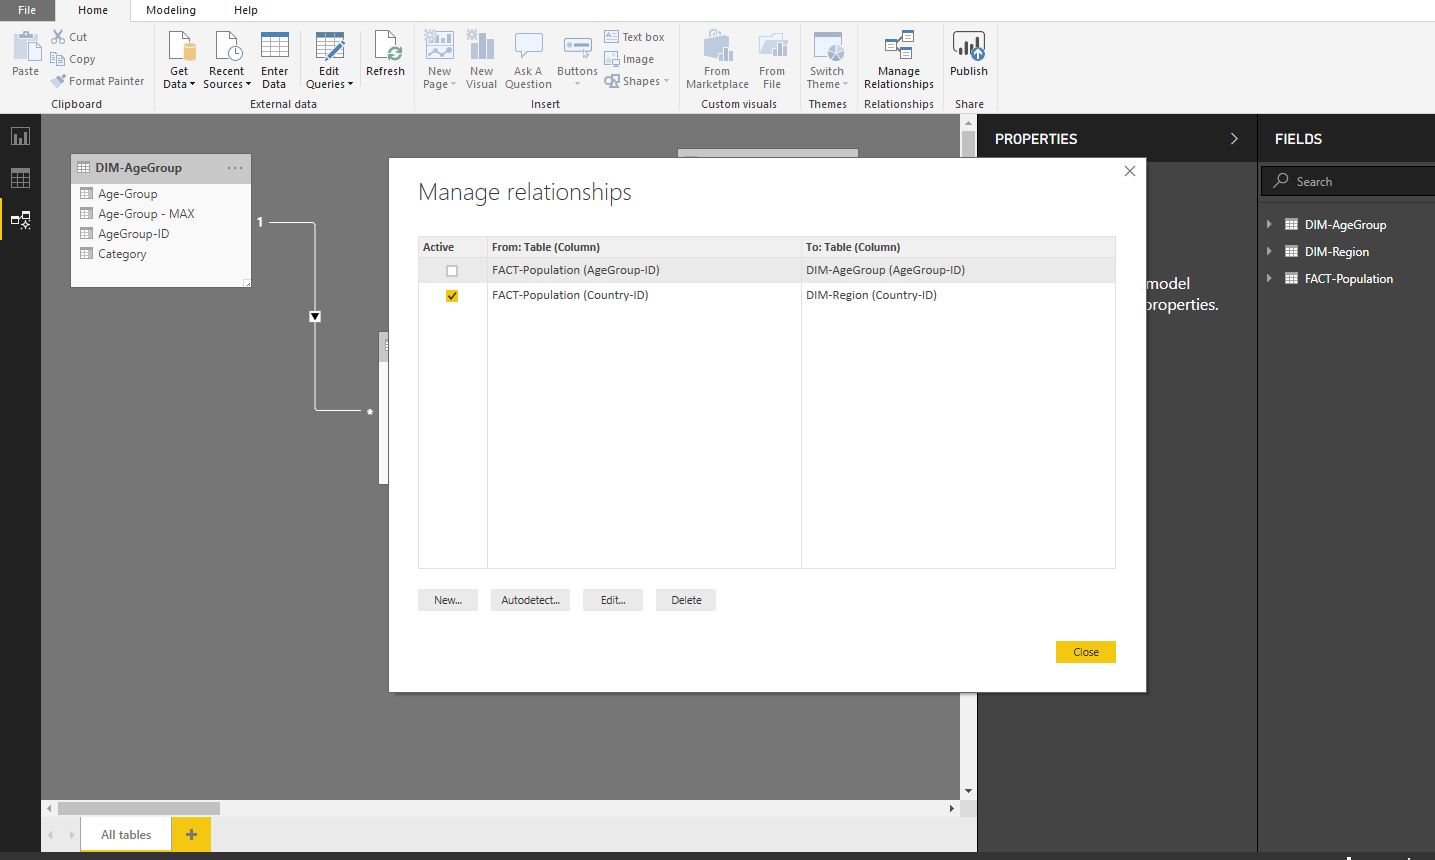 File Home Modeling Help
Paste
Cut
Copy
Format Painter
Clipboard
Get Data
Recent Sources
Enter Data
Edit Queries
Refresh
External data
New Page
New Visual
Ask A Question
Buttons
Text box
Image
Shapes
Insert
From Marketplace
From File
Custom visuals
Switch Theme
Themes
Manage Relationships
Relationships
Publish
Share
DIM-AgeGroup ...
Age-Group
Age-Group - MAX
AgeGroup-ID
Category
1
*
Manage relationships
Active From: Table (Column) To: Table (Column)
FACT-Population (AgeGroup-ID) DIM-AgeGroup (AgeGroup-ID)
FACT-Population (Country-ID) DIM-Region (Country-ID)
New... Autodetect... Edit... Delete
Close
PROPERTIES
model
properties.
FIELDS
Search
DIM-AgeGroup
DIM-Region
FACT-Population
All tables +